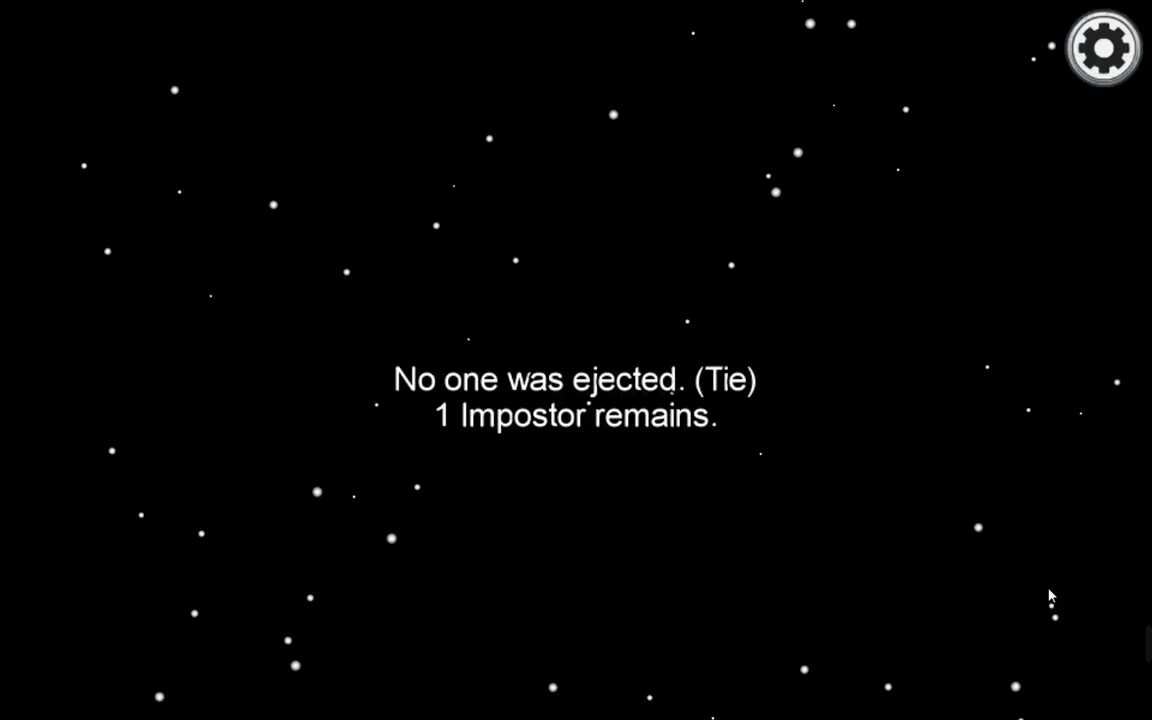 No one was ejected. (Tie)
1 Impostor remains.